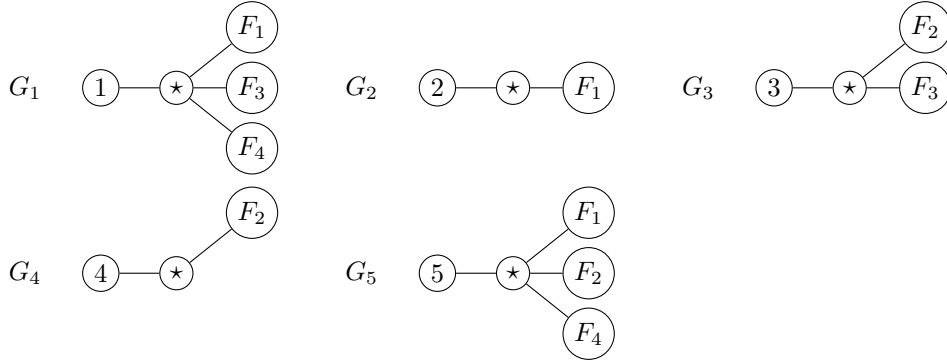 F₁
G₁ 1 ⋆ F₃
F₄
G₂ 2 ⋆ F₁
F₂
G₃ 3 ⋆ F₃
F₂
G₄ 4 ⋆
F₁
G₅ 5 ⋆ F₂
F₄